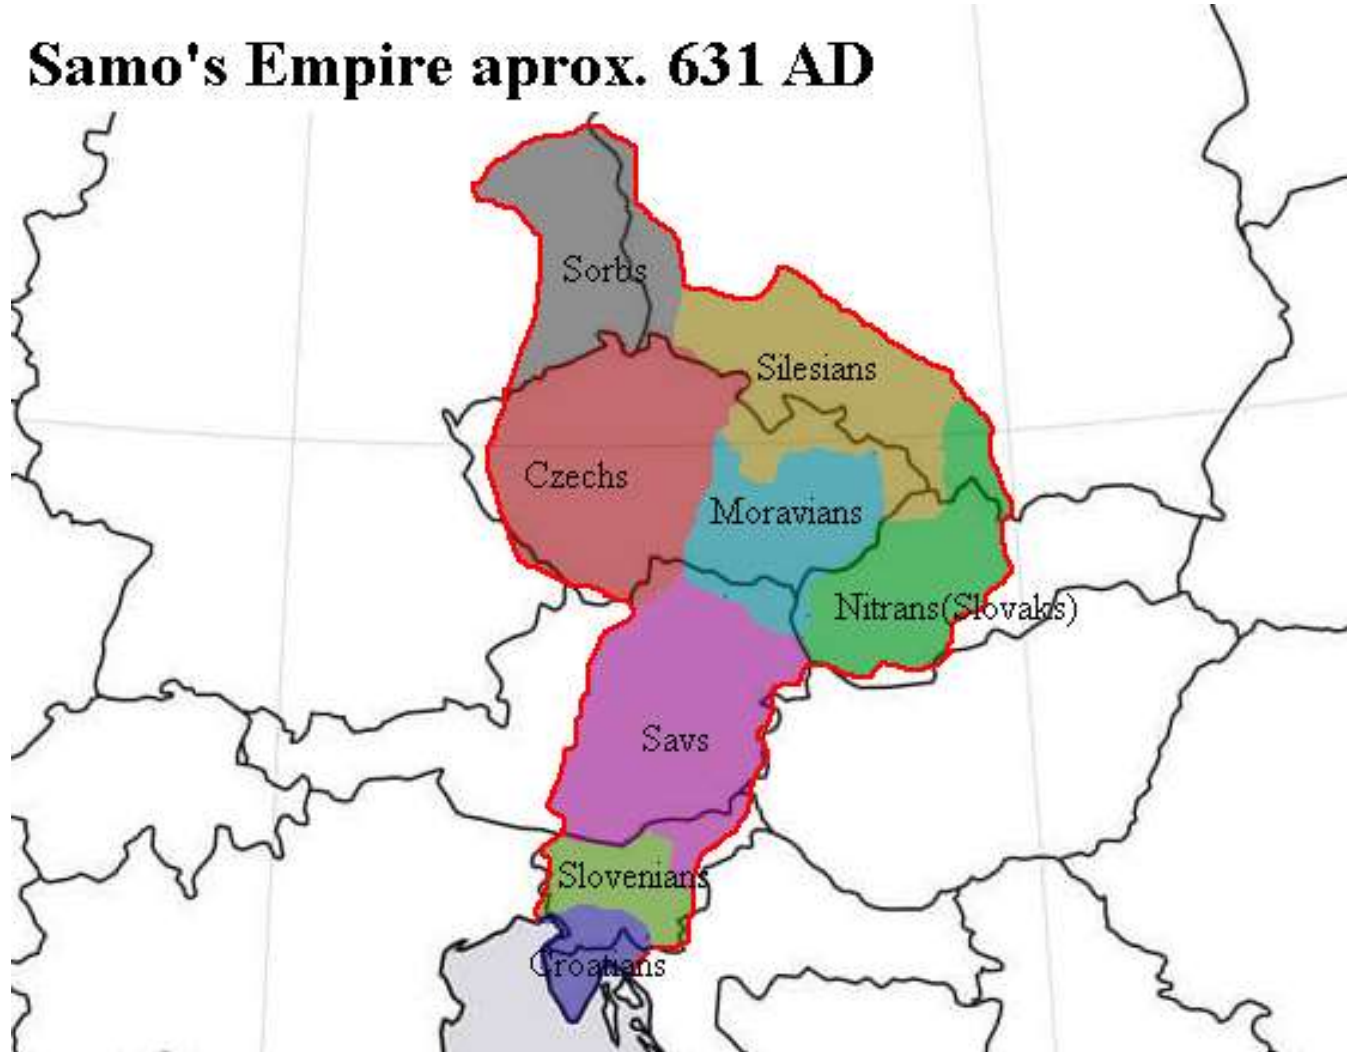 Samo's Empire aprox. 631 AD
Sorbs
Silesians
Czechs
Moravians
Nitrans(Slovaks)
Savs
Slovenians
Croatians